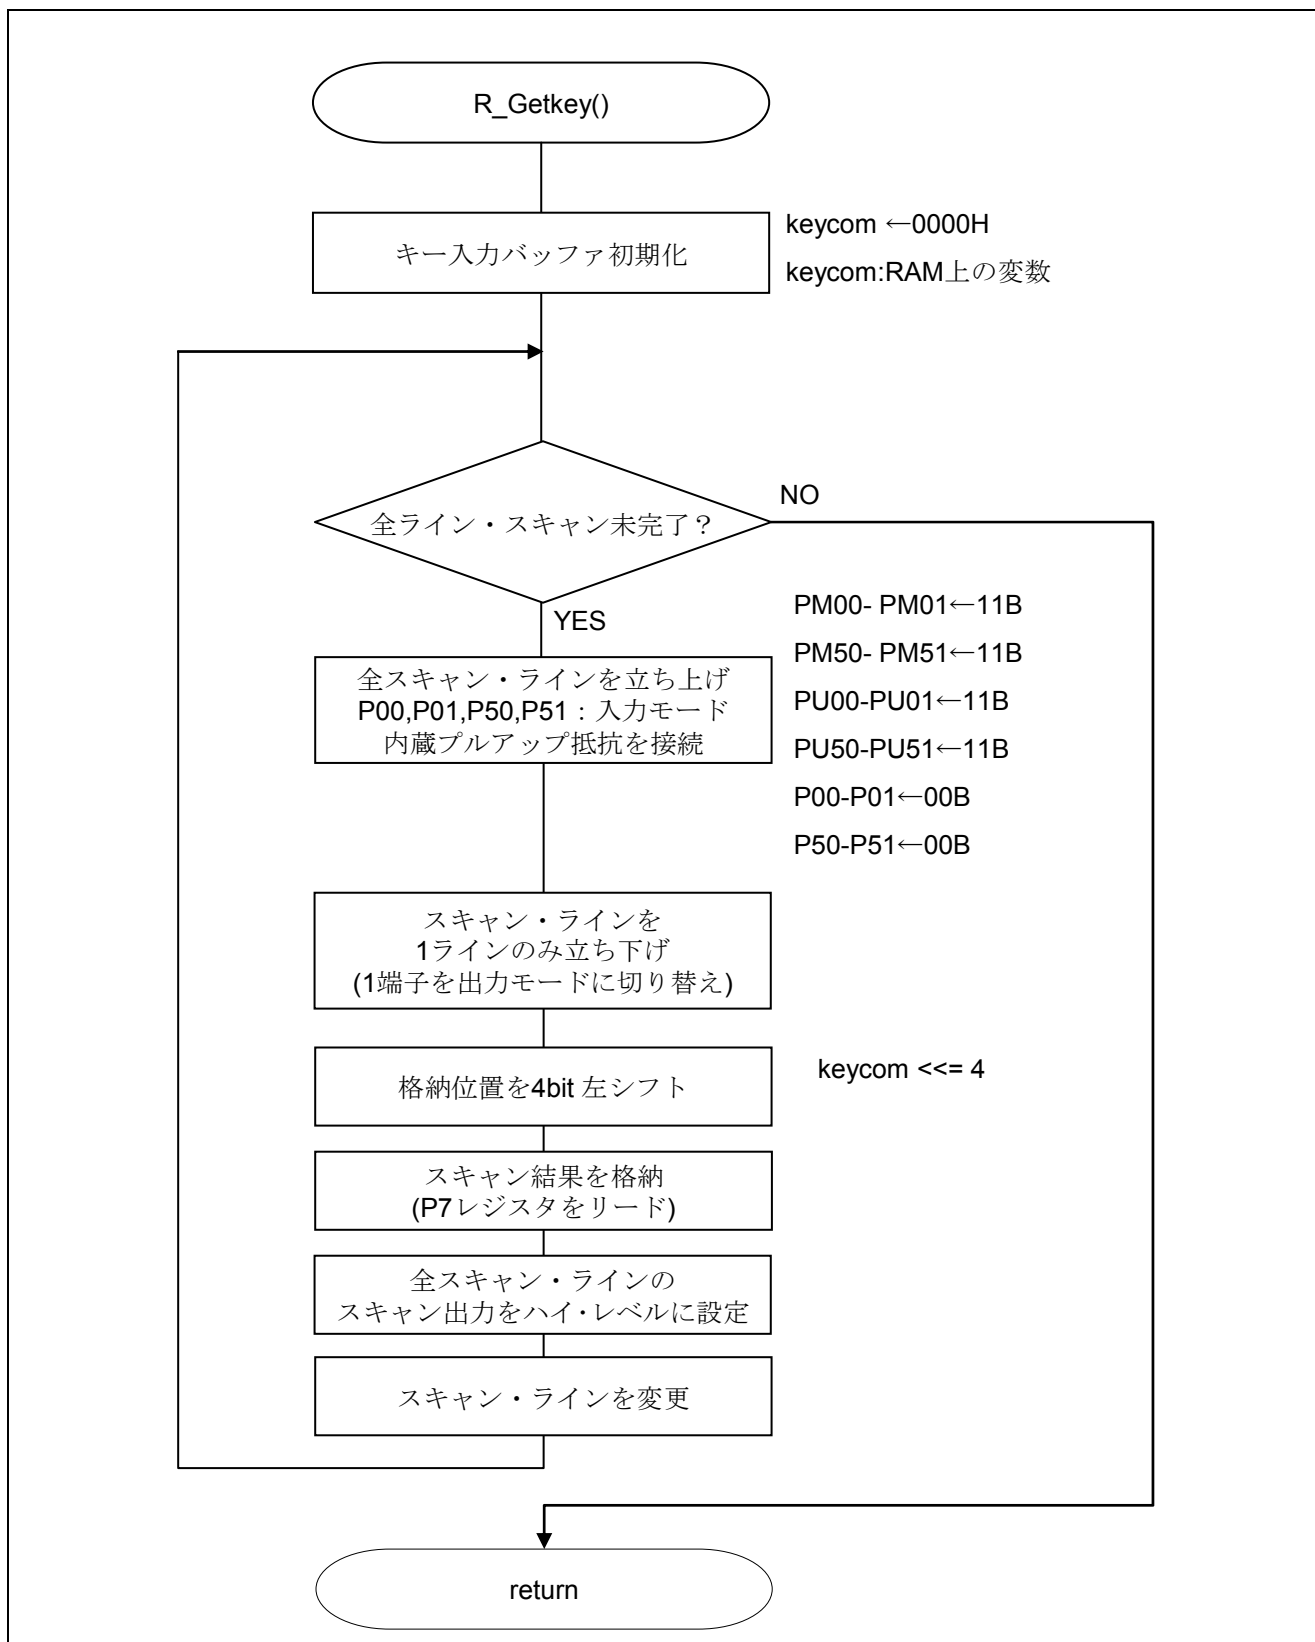 R_Getkey()
キー入力バッファ初期化
keycom ←0000H
keycom:RAM上の変数
全ライン・スキャン未完了？
NO
YES
全スキャン・ラインを立ち上げ
P00,P01,P50,P51：入力モード
内蔵プルアップ抵抗を接続
PM00- PM01←11B
PM50- PM51←11B
PU00-PU01←11B
PU50-PU51←11B
P00-P01←00B
P50-P51←00B
スキャン・ラインを
1ラインのみ立ち下げ
(1端子を出力モードに切り替え)
格納位置を4bit 左シフト
keycom <<= 4
スキャン結果を格納
(P7レジスタをリード)
全スキャン・ラインの
スキャン出力をハイ・レベルに設定
スキャン・ラインを変更
return